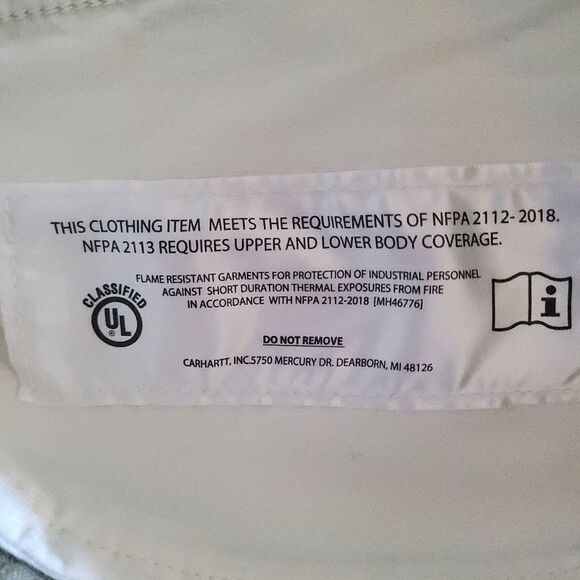 THIS CLOTHING ITEM MEETS THE REQUIREMENTS OF NFPA 2112-2018.
NFPA 2113 REQUIRES UPPER AND LOWER BODY COVERAGE.
CLASSIFIED
UL
®
FLAME RESISTANT GARMENTS FOR PROTECTION OF INDUSTRIAL PERSONNEL
AGAINST SHORT DURATION THERMAL EXPOSURES FROM FIRE
IN ACCORDANCE WITH NFPA 2112-2018 [MH46776]
i
DO NOT REMOVE
CARHARTT, INC.5750 MERCURY DR. DEARBORN, MI 48126